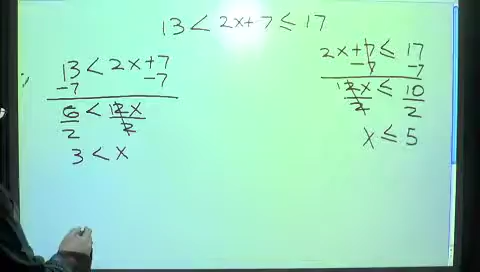 13 < 2x+7 ≤ 17
13 < 2x+7
-7 -7
6/2 < 2x/2
3 < x
2x+7 ≤ 17
-7 -7
2x/2 ≤ 10/2
x ≤ 5